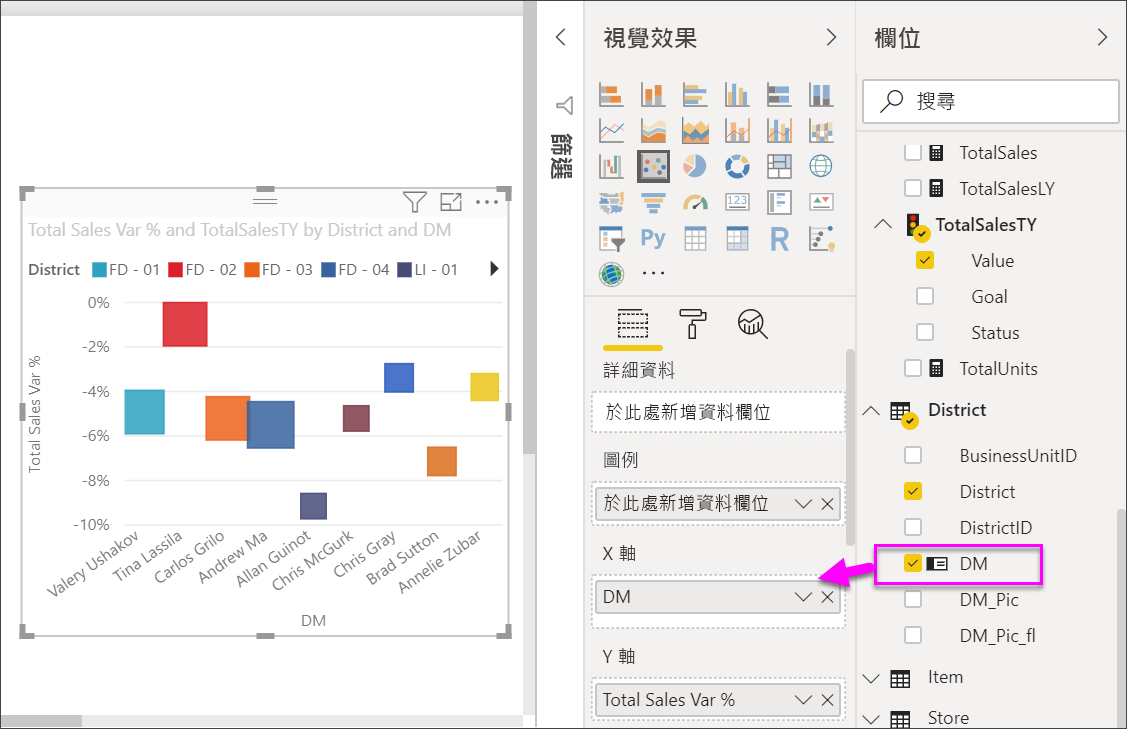 Total Sales Var % and TotalSalesTY by District and DM
District FD - 01 FD - 02 FD - 03 FD - 04 LI - 01
Total Sales Var %
0%
-2%
-4%
-6%
-8%
-10%
Valery Ushakov
Tina Lassila
Carlos Grilo
Andrew Ma
Allan Guinot
Chris McGurk
Chris Gray
Brad Sutton
Annelie Zubar
DM
篩選
視覺效果
123
Py
R
詳細資料
於此處新增資料欄位
圖例
於此處新增資料欄位
X 軸
DM
Y 軸
Total Sales Var %
欄位
搜尋
TotalSales
TotalSalesLY
TotalSalesTY
Value
Goal
Status
TotalUnits
District
BusinessUnitID
District
DistrictID
DM
DM_Pic
DM_Pic_fl
Item
Store